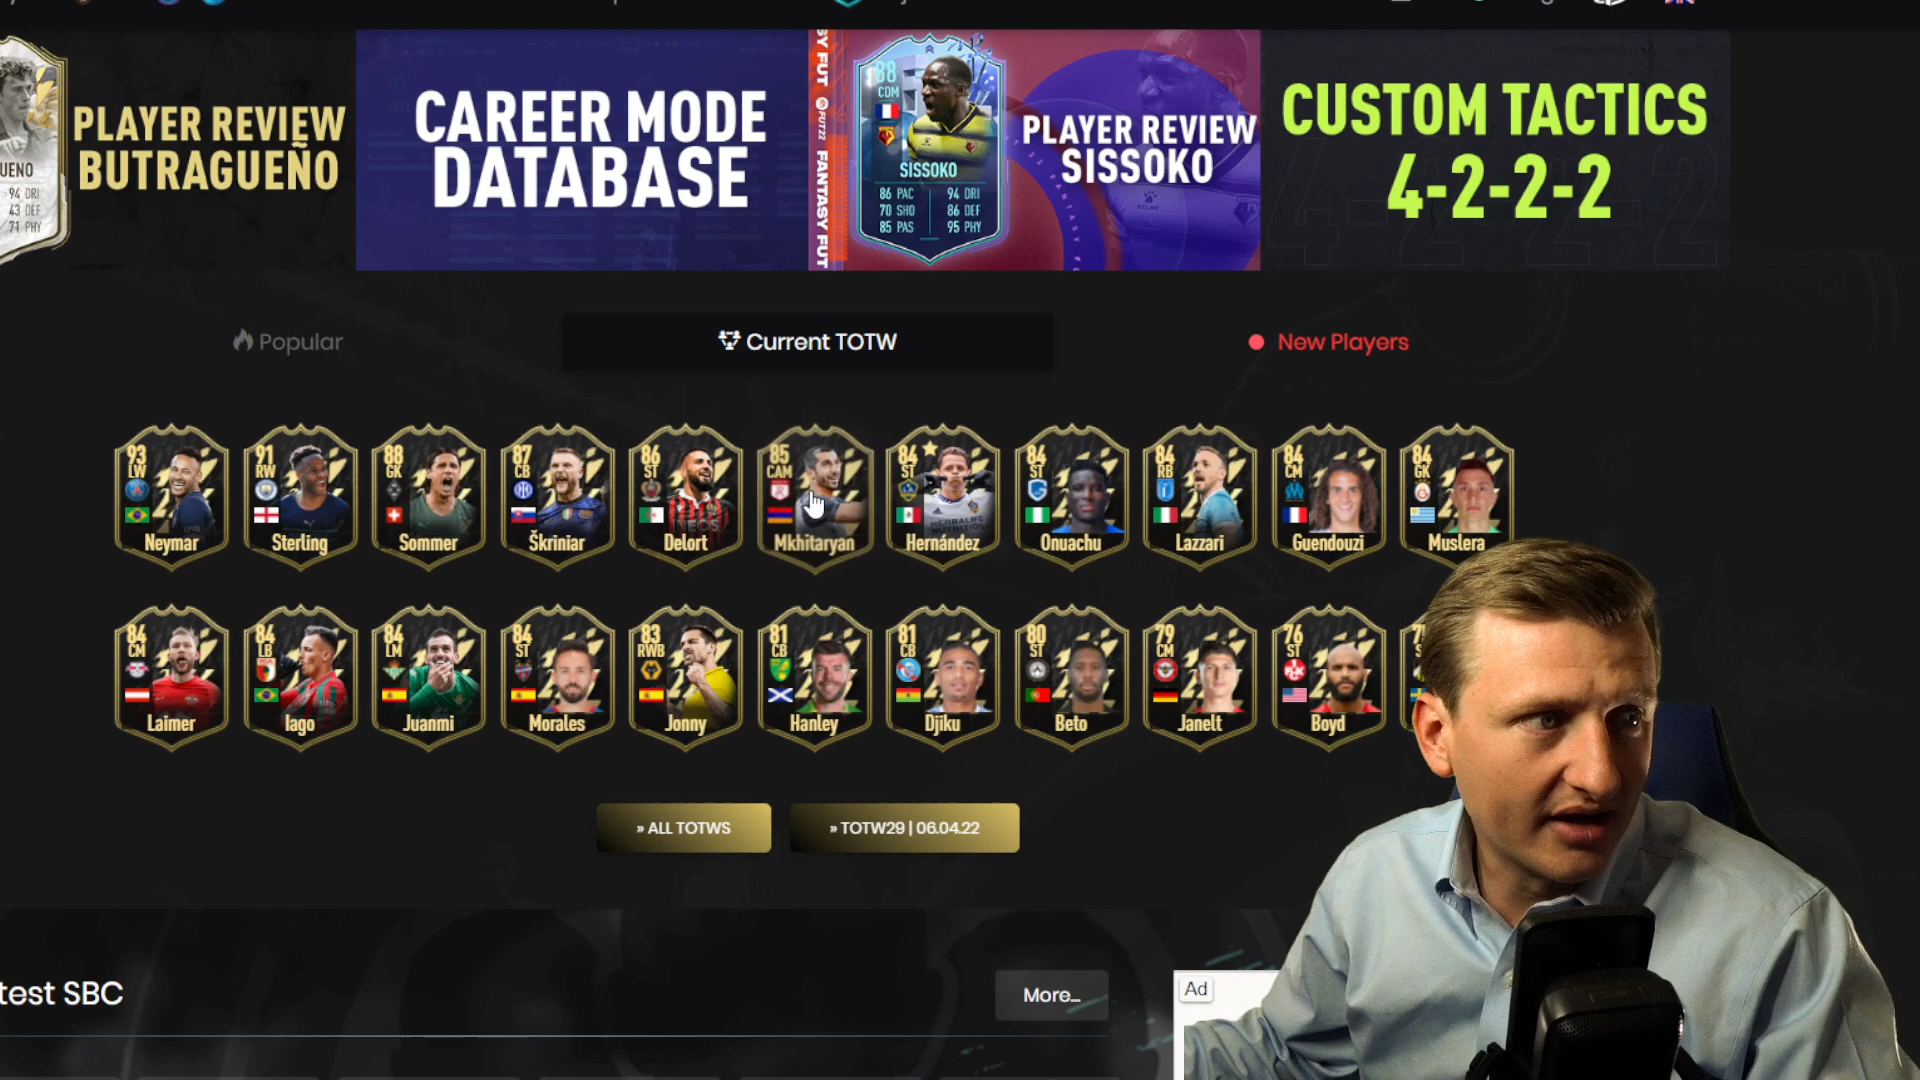 PLAYER REVIEW
BUTRAGUEÑO
UENO
94 DRI
43 DEF
71 PHY
CAREER MODE
DATABASE
FUT22 FANTASY FUT
88
CDM
SISSOKO
86 PAC 94 DRI
70 SHO 86 DEF
85 PAS 95 PHY
PLAYER REVIEW
SISSOKO
CUSTOM TACTICS
4-2-2-2
Popular
Current TOTW
New Players
93 LW Neymar
91 RW Sterling
88 GK Sommer
87 CB Škriniar
86 ST Delort
85 CAM Mkhitaryan
84 ST Hernández
84 ST Onuachu
84 RB Lazzari
84 CM Guendouzi
84 GK Muslera
84 CM Laimer
84 LB Iago
84 LM Juanmi
84 ST Morales
83 RWB Jonny
81 CB Hanley
81 CB Djiku
80 ST Beto
79 CM Janelt
76 ST Boyd
» ALL TOTWS
» TOTW29 | 06.04.22
test SBC
More...
Ad